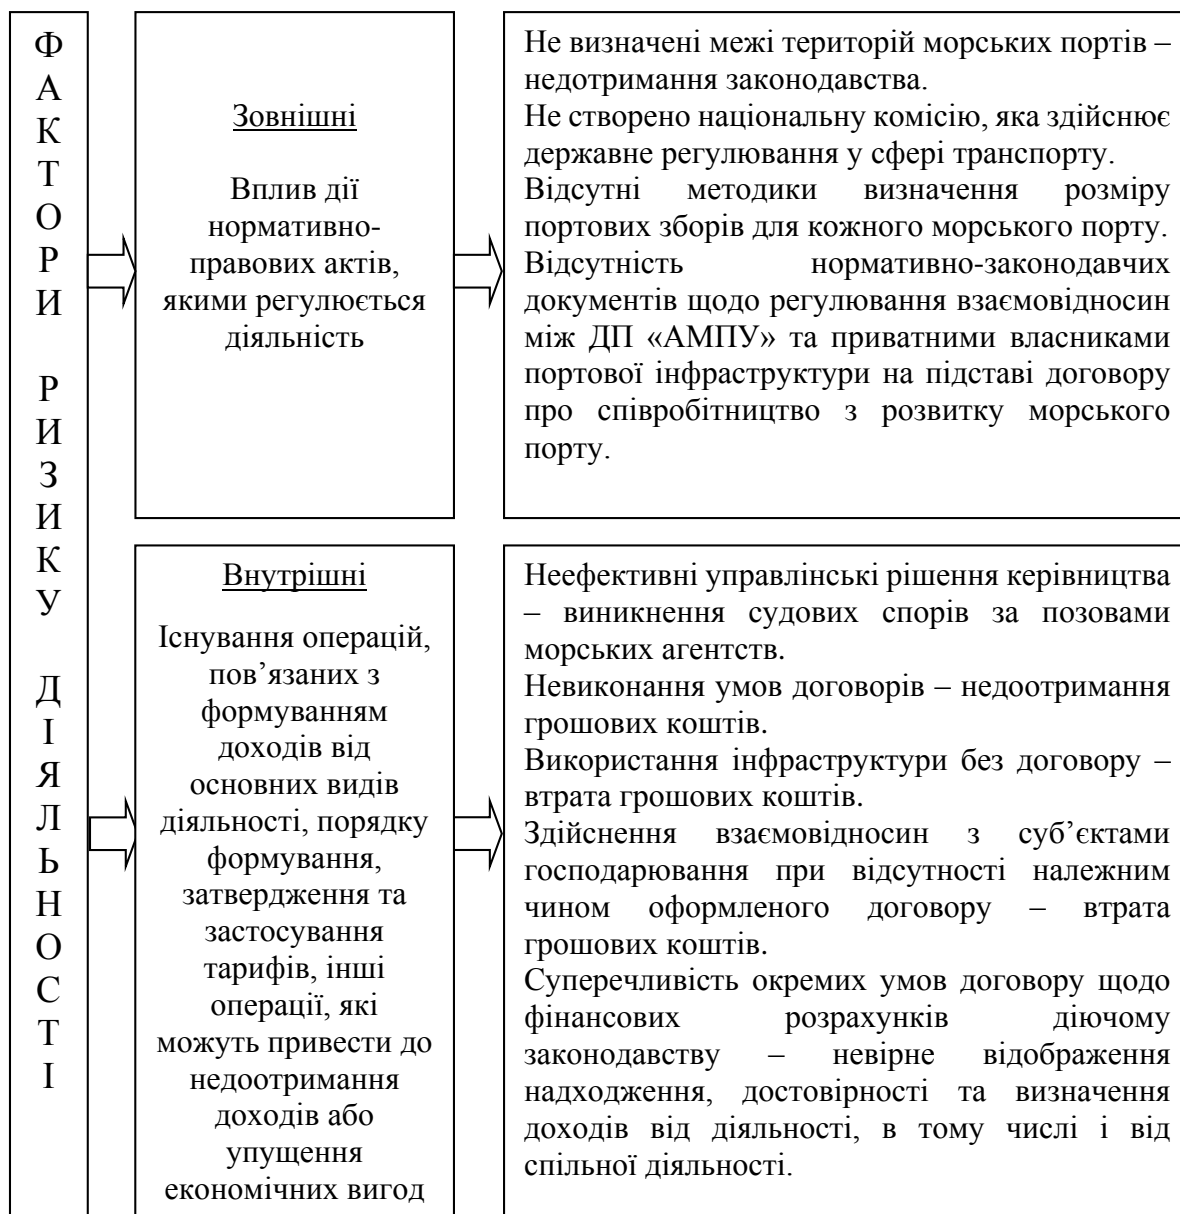 ФАКТОРИ РИЗИКУ ДІЯЛЬНОСТІ
Зовнішні
Вплив дії
нормативно-
правових актів,
якими регулюється
діяльність
Не визначені межі територій морських портів –
недотримання законодавства.
Не створено національну комісію, яка здійснює
державне регулювання у сфері транспорту.
Відсутні методики визначення розміру
портових зборів для кожного морського порту.
Відсутність нормативно-законодавчих
документів щодо регулювання взаємовідносин
між ДП «АМПУ» та приватними власниками
портової інфраструктури на підставі договору
про співробітництво з розвитку морського
порту.
Внутрішні
Існування операцій,
пов’язаних з
формуванням
доходів від
основних видів
діяльності, порядку
формування,
затвердження та
застосування
тарифів, інші
операції, які
можуть привести до
недоотримання
доходів або
упущення
економічних вигод
Неефективні управлінські рішення керівництва
– виникнення судових спорів за позовами
морських агентств.
Невиконання умов договорів – недоотримання
грошових коштів.
Використання інфраструктури без договору –
втрата грошових коштів.
Здійснення взаємовідносин з суб’єктами
господарювання при відсутності належним
чином оформленого договору – втрата
грошових коштів.
Суперечливість окремих умов договору щодо
фінансових розрахунків діючому
законодавству – невірне відображення
надходження, достовірності та визначення
доходів від діяльності, в тому числі і від
спільної діяльності.